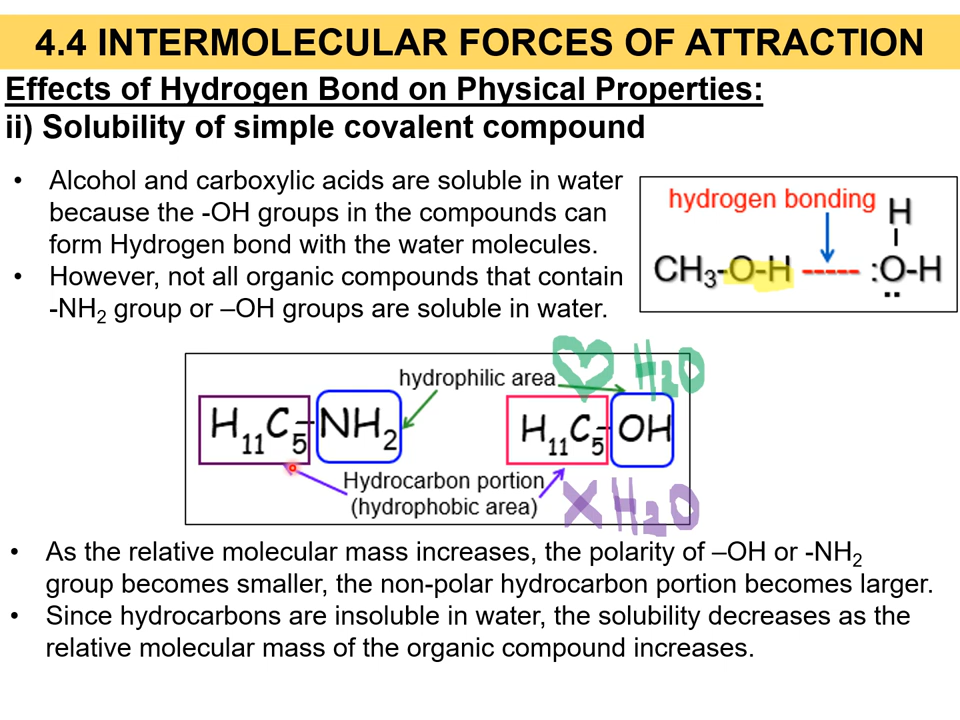 4.4 INTERMOLECULAR FORCES OF ATTRACTION
Effects of Hydrogen Bond on Physical Properties:
ii) Solubility of simple covalent compound
• Alcohol and carboxylic acids are soluble in water
because the -OH groups in the compounds can
form Hydrogen bond with the water molecules.
• However, not all organic compounds that contain
-NH₂ group or –OH groups are soluble in water.
hydrogen bonding
H
CH₃-O-H ----- :O-H
H₂O
hydrophilic area
H₁₁C₅-NH₂
H₁₁C₅-OH
Hydrocarbon portion
(hydrophobic area)
X H₂O
• As the relative molecular mass increases, the polarity of –OH or -NH₂
group becomes smaller, the non-polar hydrocarbon portion becomes larger.
• Since hydrocarbons are insoluble in water, the solubility decreases as the
relative molecular mass of the organic compound increases.